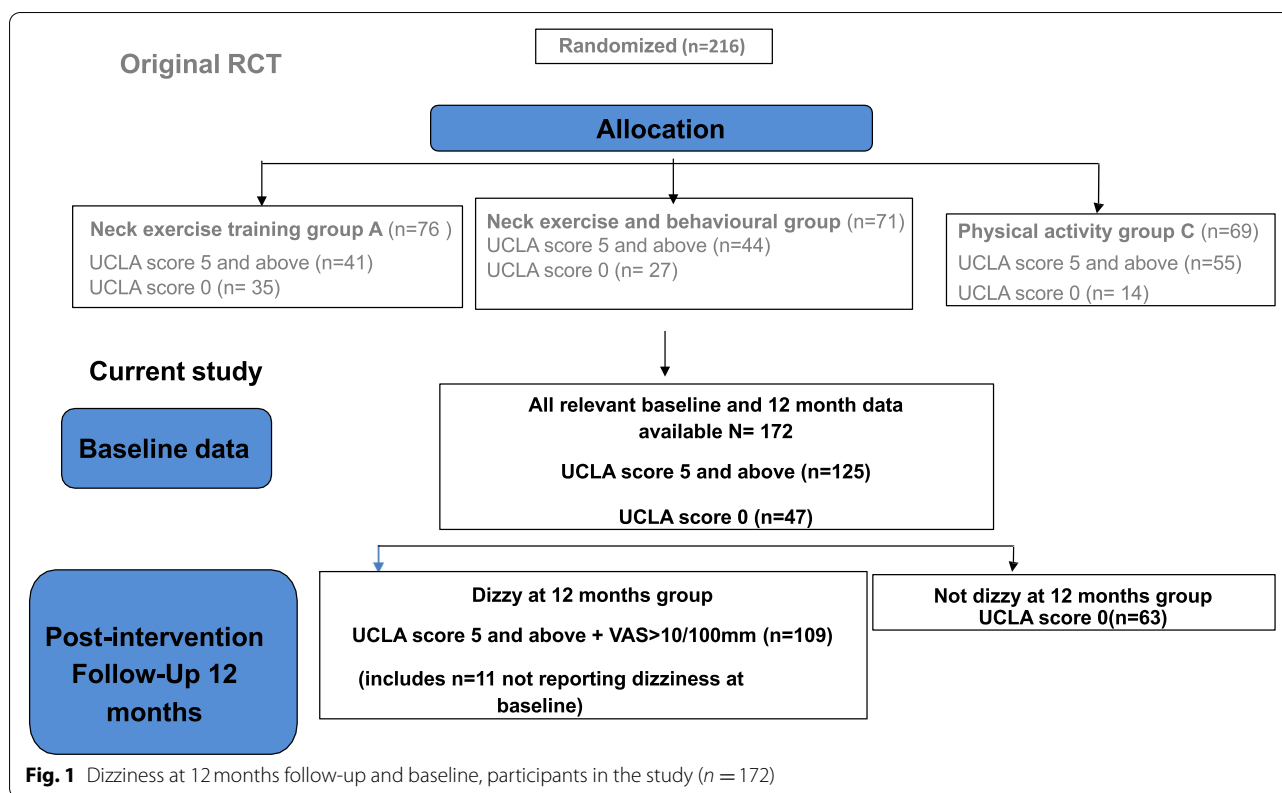 Original RCT
Randomized (n=216)
Allocation
Neck exercise training group A (n=76 )
UCLA score 5 and above (n=41)
UCLA score 0 (n= 35)
Neck exercise and behavioural group (n=71)
UCLA score 5 and above (n=44)
UCLA score 0 (n= 27)
Physical activity group C (n=69)
UCLA score 5 and above (n=55)
UCLA score 0 (n= 14)
Current study
Baseline data
All relevant baseline and 12 month data
available N= 172
UCLA score 5 and above (n=125)
UCLA score 0 (n=47)
Post-intervention
Follow-Up 12
months
Dizzy at 12 months group
UCLA score 5 and above + VAS>10/100mm (n=109)
(includes n=11 not reporting dizziness at
baseline)
Not dizzy at 12 months group
UCLA score 0(n=63)
Fig. 1 Dizziness at 12 months follow-up and baseline, participants in the study (n = 172)